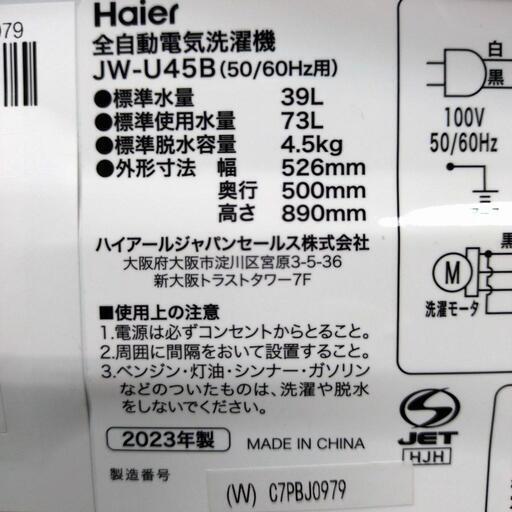 979
Haier
全自動電気洗濯機
JW-U45B(50/60Hz用)
●標準水量 39L
●標準使用水量 73L
●標準脱水容量 4.5kg
●外形寸法 幅 526mm
奥行 500mm
高さ 890mm
ハイアールジャパンセールス株式会社
大阪府大阪市淀川区宮原3-5-36
新大阪トラストタワー7F
■使用上の注意
1.電源は必ずコンセントからとること。
2.周囲に間隔をおいて設置すること。
3.ベンジン・灯油・シンナー・ガソリン
などのついたものは、洗濯や脱水
をしないでください。
2023年製 MADE IN CHINA
製造番号
(W) C7PBJ0979
白
黒
100V
50/60Hz
黒
M
洗濯モータ
S
JET
HJH